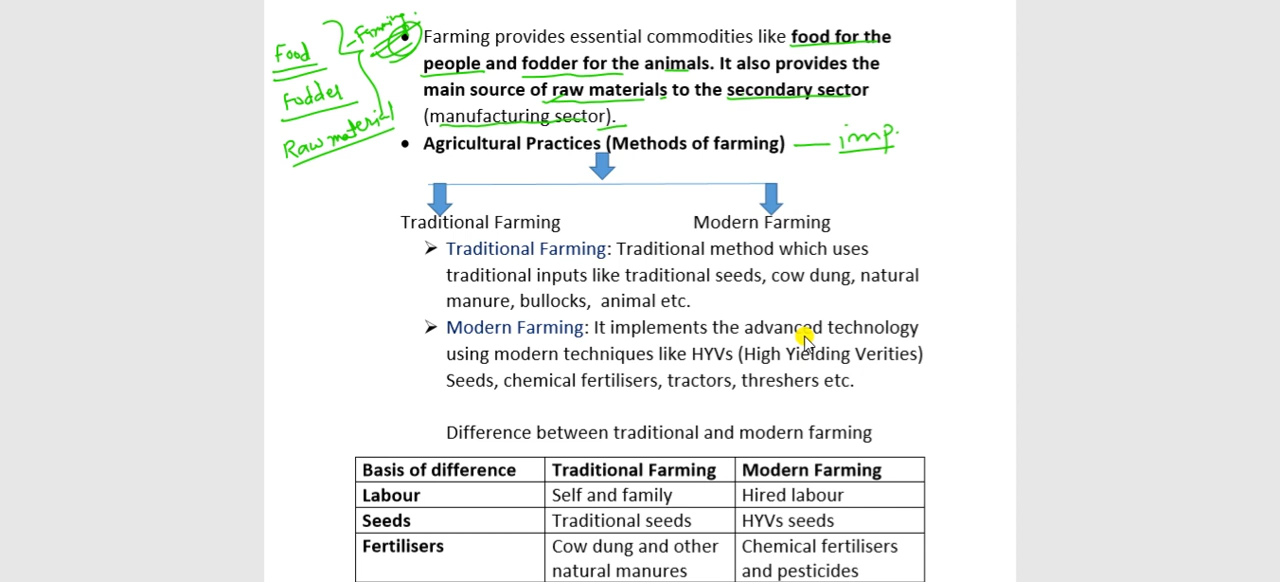 Food
Fodder
Raw material
Farming.
• Farming provides essential commodities like food for the
people and fodder for the animals. It also provides the
main source of raw materials to the secondary sector
(manufacturing sector).
• Agricultural Practices (Methods of farming) — imp.
Traditional Farming Modern Farming
➢ Traditional Farming: Traditional method which uses
traditional inputs like traditional seeds, cow dung, natural
manure, bullocks, animal etc.
➢ Modern Farming: It implements the advanced technology
using modern techniques like HYVs (High Yielding Verities)
Seeds, chemical fertilisers, tractors, threshers etc.
Difference between traditional and modern farming
Basis of difference Traditional Farming Modern Farming
Labour Self and family Hired labour
Seeds Traditional seeds HYVs seeds
Fertilisers Cow dung and other Chemical fertilisers
natural manures and pesticides